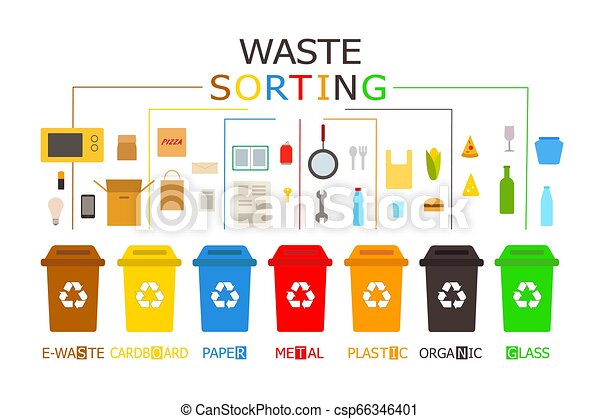 WASTE
SORTING
PIZZA
E-WASTE CARDBOARD PAPER METAL PLASTIC ORGANIC GLASS
© Can Stock Photo
© Can Stock Photo - csp66346401